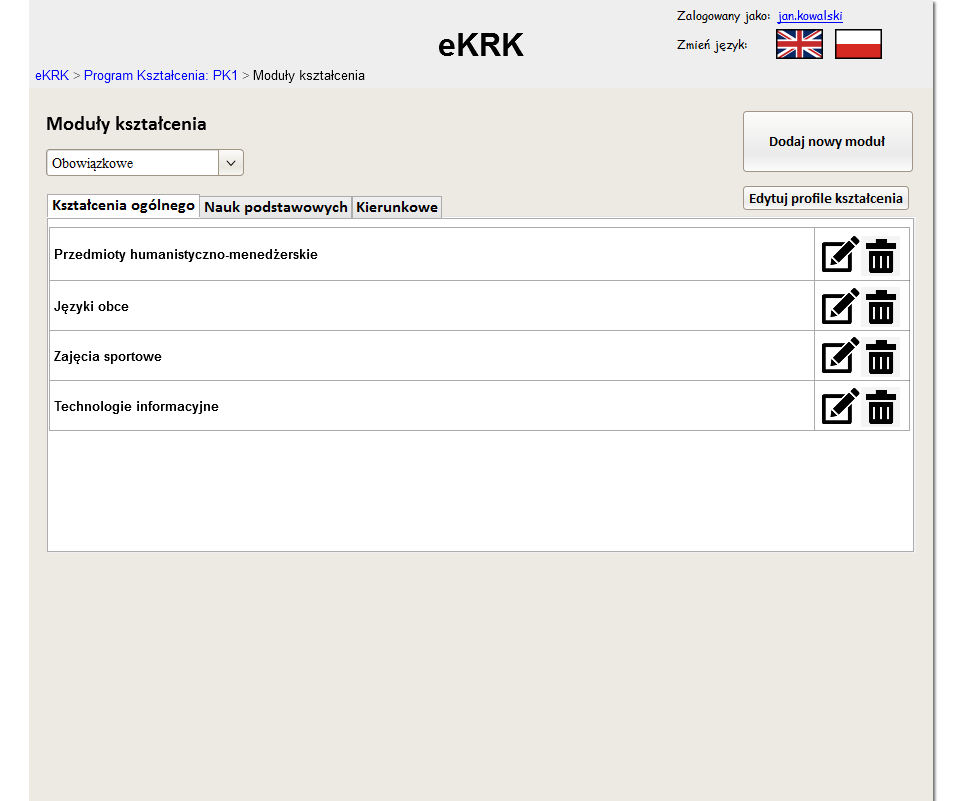 Zalogowany jako: jan.kowalski
eKRK
Zmień język:
eKRK > Program Kształcenia: PK1 > Moduły kształcenia
Moduły kształcenia
Dodaj nowy moduł
Obowiązkowe
Edytuj profile kształcenia
Kształcenia ogólnego Nauk podstawowych Kierunkowe
Przedmioty humanistyczno-menedżerskie
Języki obce
Zajęcia sportowe
Technologie informacyjne